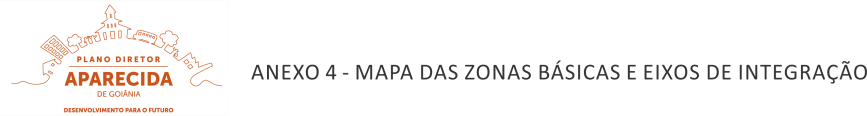 PLANO DIRETOR
APARECIDA
DE GOIÂNIA
DESENVOLVIMENTO PARA O FUTURO
ANEXO 4 - MAPA DAS ZONAS BÁSICAS E EIXOS DE INTEGRAÇÃO